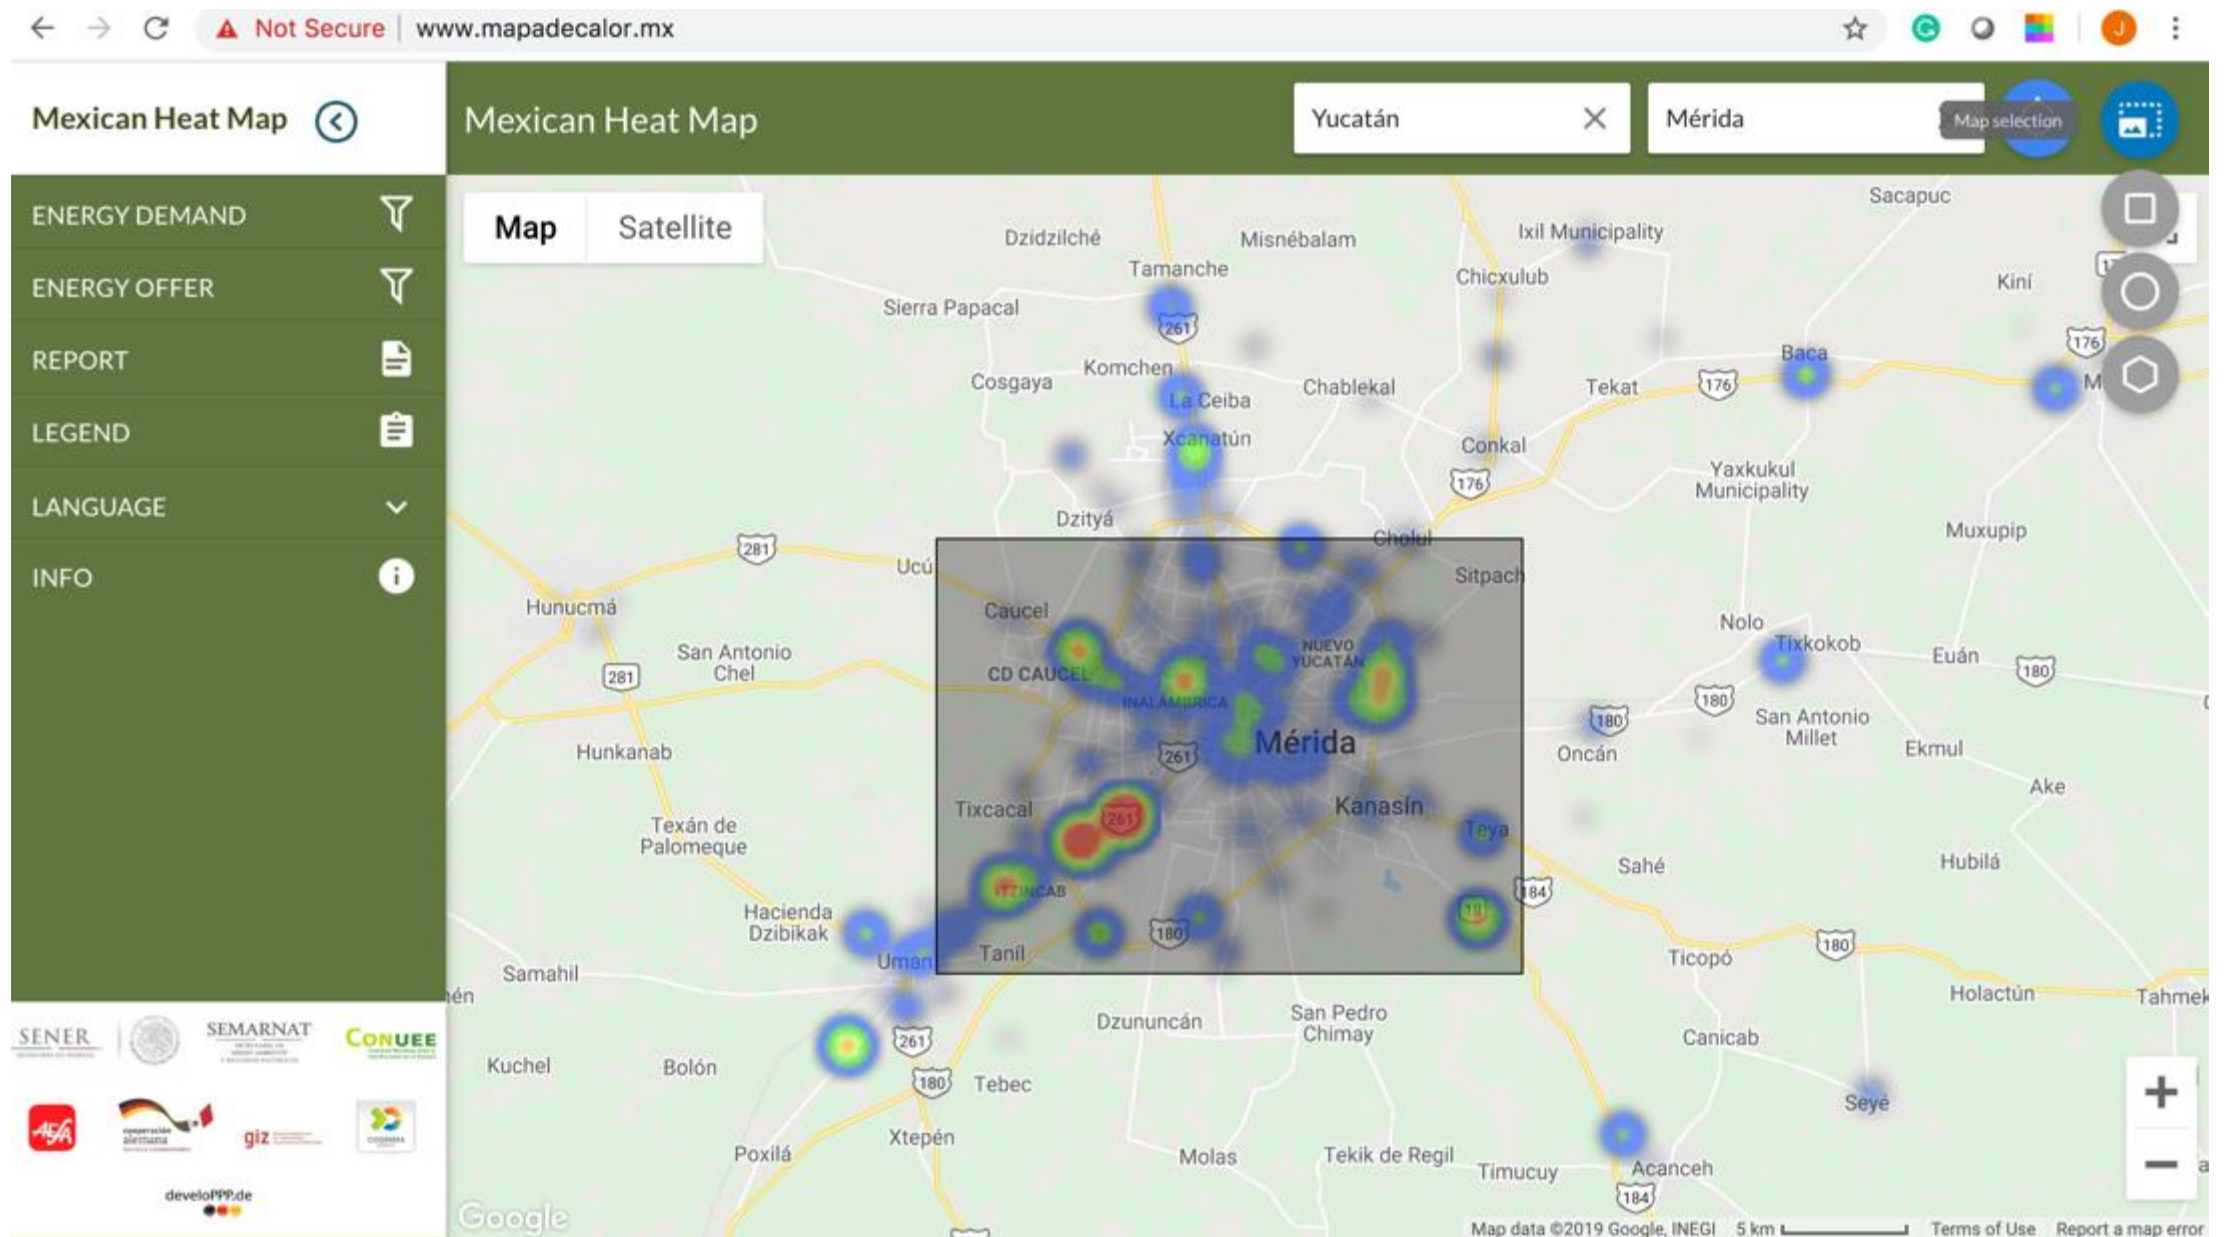 Not Secure | www.mapadecalor.mx
J
Mexican Heat Map
Mexican Heat Map
Yucatán
Mérida
Map selection
ENERGY DEMAND
ENERGY OFFER
REPORT
LEGEND
LANGUAGE
INFO
Map
Satellite
Sacapuc
Dzidzilché
Misnébalam
Ixil Municipality
Tamanche
Chicxulub
Kiní
Sierra Papacal
261
176
Komchen
Baca
Cosgaya
La Ceiba
Chablekal
Tekat
176
Xcanatún
Conkal
Yaxkukul
Municipality
176
Dzityá
Muxupip
Cholul
281
Ucú
Sitpach
Hunucmá
Caucel
Nolo
Tixkokob
San Antonio
Chel
NUEVO
YUCATÁN
Euán
281
CD CAUCEL
180
INALÁMBRICA
180
180
San Antonio
Millet
Hunkanab
261
Mérida
Oncán
Ekmul
Ake
Tixcacal
Kanasín
261
Texán de
Palomeque
Teya
Sahé
Hubilá
ITZINCAB
184
Hacienda
Dzibikak
180
180
Umán
Tanil
Ticopó
Samahil
Holactún
Tahmek
Dzununcán
San Pedro
Chimay
Canicab
261
Kuchel
Bolón
180
Tebec
Seyé
Xtepén
Poxilá
Molas
Tekik de Regil
Timucuy
Acanceh
184
SENER
SEMARNAT
CONUEE
AEA
cooperación
alemana
giz
develoPPP.de
Google
Map data ©2019 Google, INEGI
5 km
Terms of Use
Report a map error